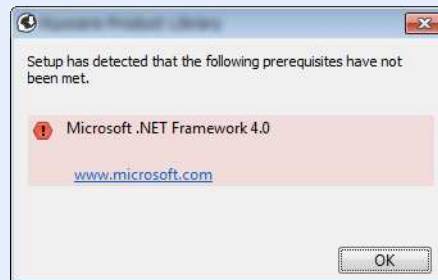 Setup has detected that the following prerequisites have not
been met.
Microsoft .NET Framework 4.0
www.microsoft.com
OK